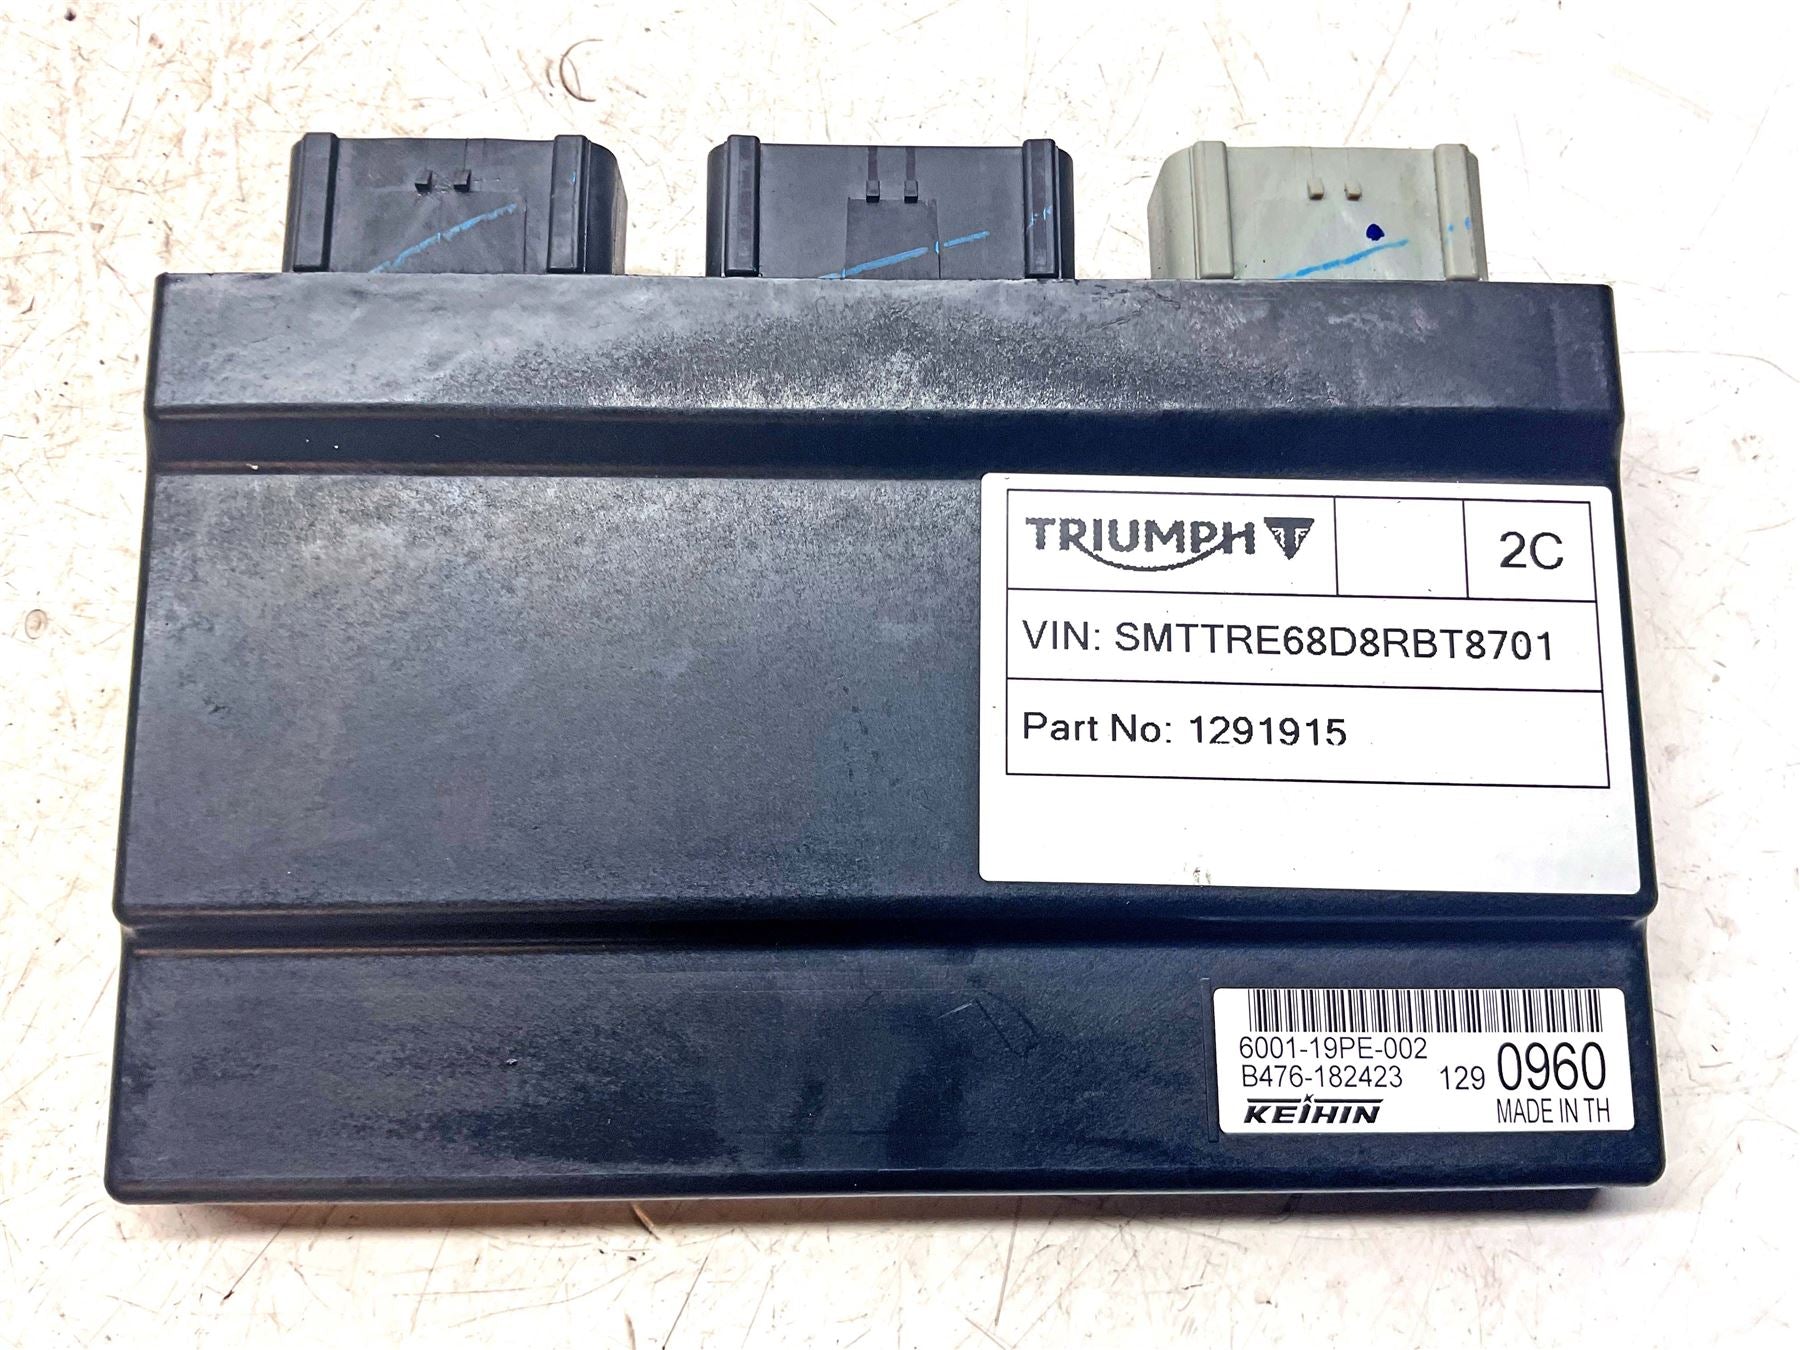 TRIUMPH 2C
VIN: SMTTRE68D8RBT8701
Part No: 1291915
6001-19PE-002
B476-182423 129 0960
KEIHIN MADE IN TH